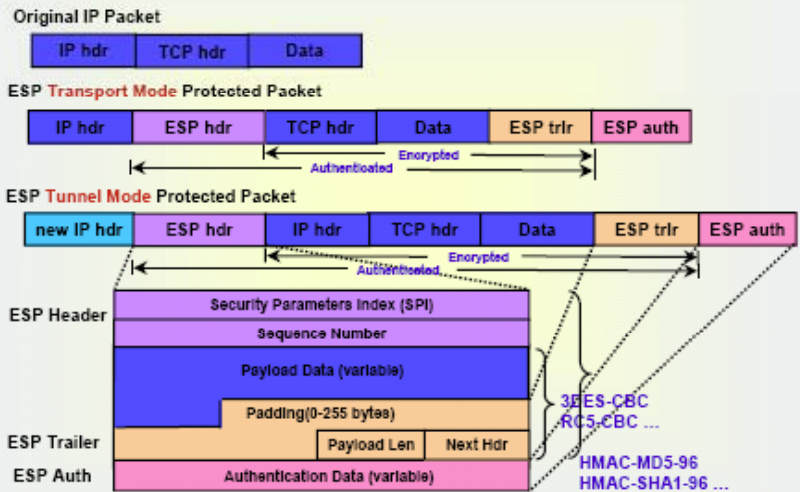 Original IP Packet
IP hdr TCP hdr Data
ESP Transport Mode Protected Packet
IP hdr ESP hdr TCP hdr Data ESP trlr ESP auth
Encrypted
Authenticated
ESP Tunnel Mode Protected Packet
new IP hdr ESP hdr IP hdr TCP hdr Data ESP trlr ESP auth
Encrypted
Authenticated
ESP Header
Security Parameters Index (SPI)
Sequence Number
Payload Data (variable)
Padding(0-255 bytes)
3DES-CBC
RC5-CBC ...
ESP Trailer Payload Len Next Hdr
HMAC-MD5-96
ESP Auth Authentication Data (variable)
HMAC-SHA1-96 ...